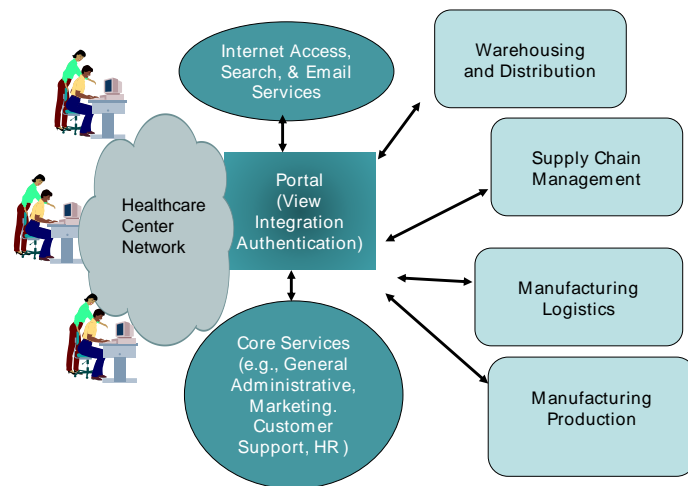 Internet Access,
Search, & Email
Services
Warehousing
and Distribution
Supply Chain
Management
Portal
(View
Integration
Authentication)
Healthcare
Center
Network
Manufacturing
Logistics
Core Services
(e.g., General
Administrative,
Marketing.
Customer
Support, HR )
Manufacturing
Production